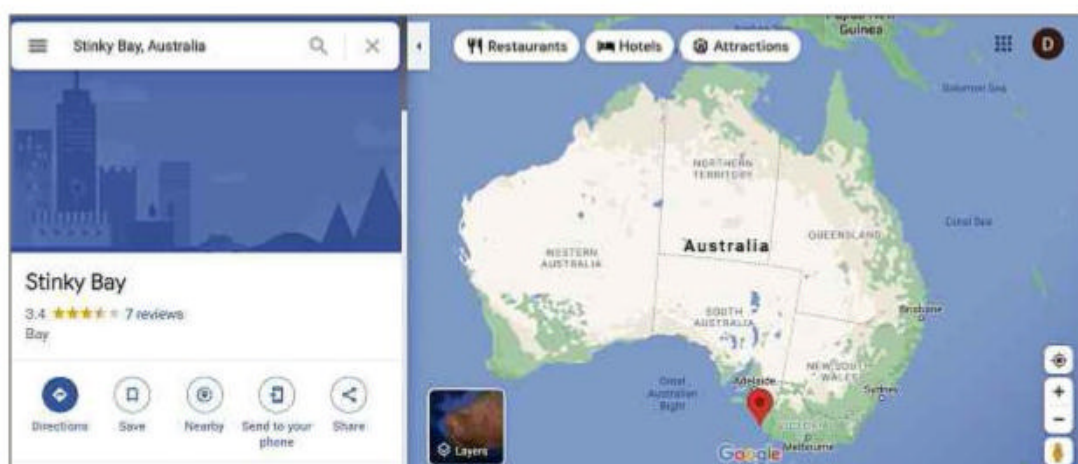 Stinky Bay, Australia
Stinky Bay
3.4 7 reviews
Bay
Directions
Save
Nearby
Send to your
phone
Share
Restaurants
Hotels
Attractions
D
Guinea
Solomon Sea
Coral Sea
NORTHERN
TERRITORY
QUEENSLAND
Australia
WESTERN
AUSTRALIA
SOUTH
AUSTRALIA
Brisbane
NEW SOUTH
WALES
Sydney
Adelaide
Great
Australian
Bight
VICTORIA
Melbourne
Layers
Google